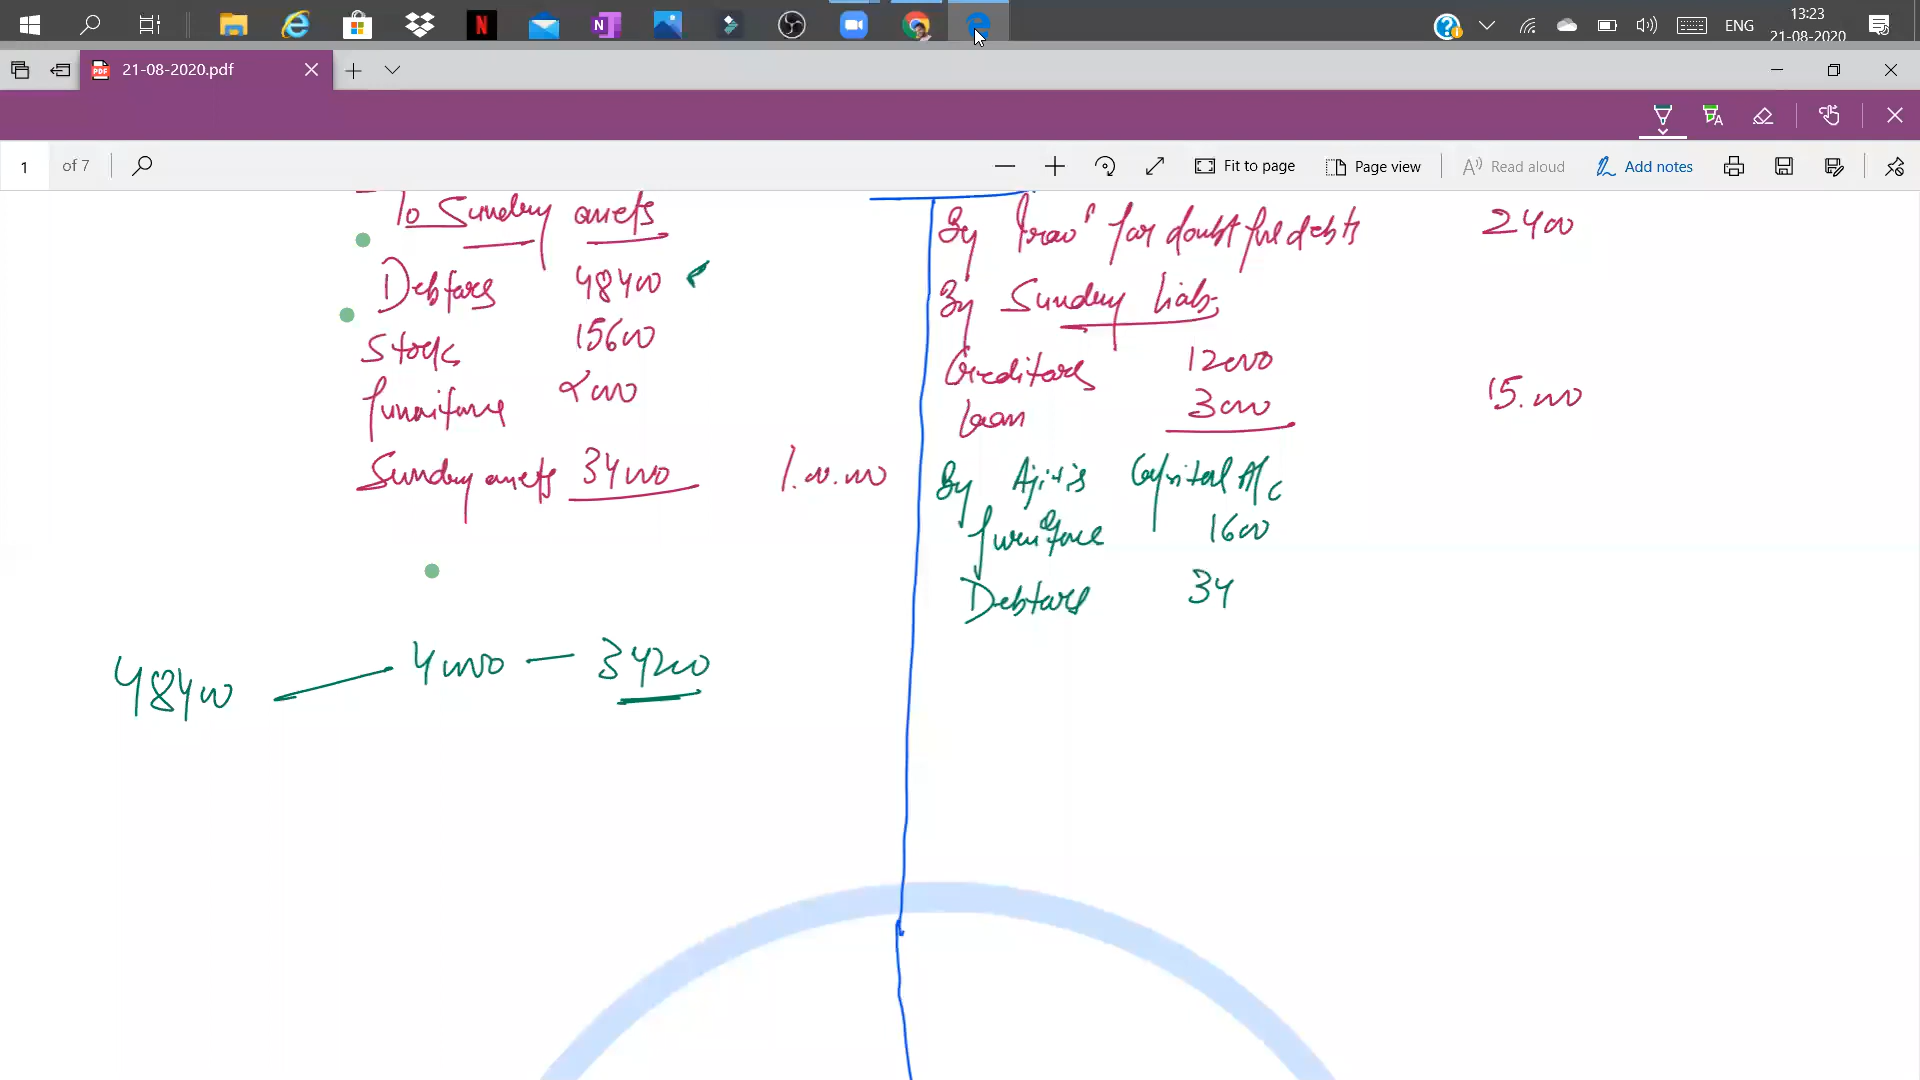 ENG
13:23
21-08-2020
21-08-2020.pdf
1 of 7
Fit to page
Page view
Read aloud
Add notes
To Sundry assets
Debtors 48400
Stock 15600
furniture 2000
Sundry assets 34000 1.00.000
48400 — 40000 — 34200
By Prov" for doubtful debts 2400
By Sundry liabs.
Creditors 12000
loan 3000 15.000
By Ajit's Capital A/c
furniture 1600
Debtors 34